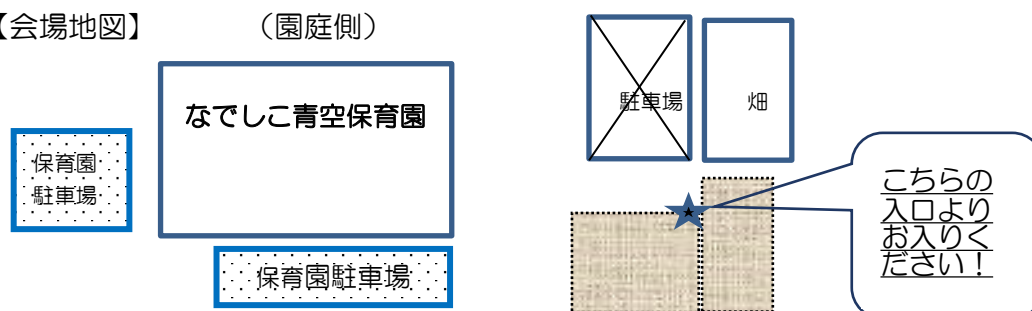 【会場地図】
（園庭側）
なでしこ青空保育園
保育園
駐車場
保育園駐車場
駐車場
畑
こちらの
入口より
お入りく
ださい！